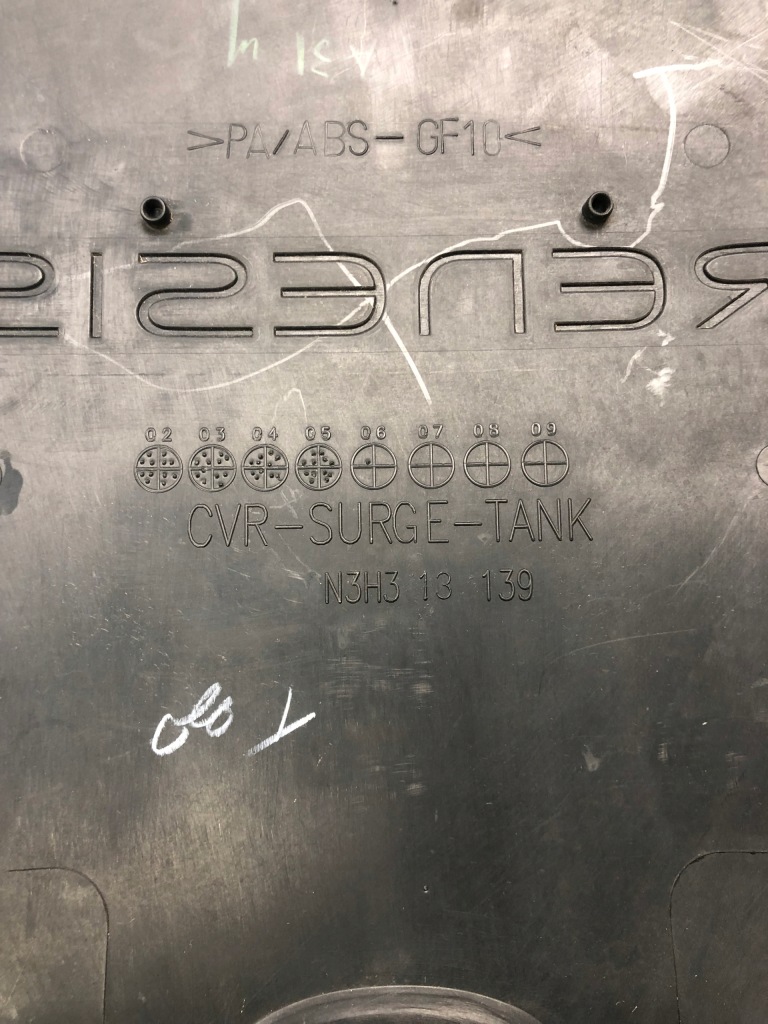 >PA/ABS-GF10<
RENESIS
02 03 04 05 06 07 08 09
CVR-SURGE-TANK
N3H3 13 139